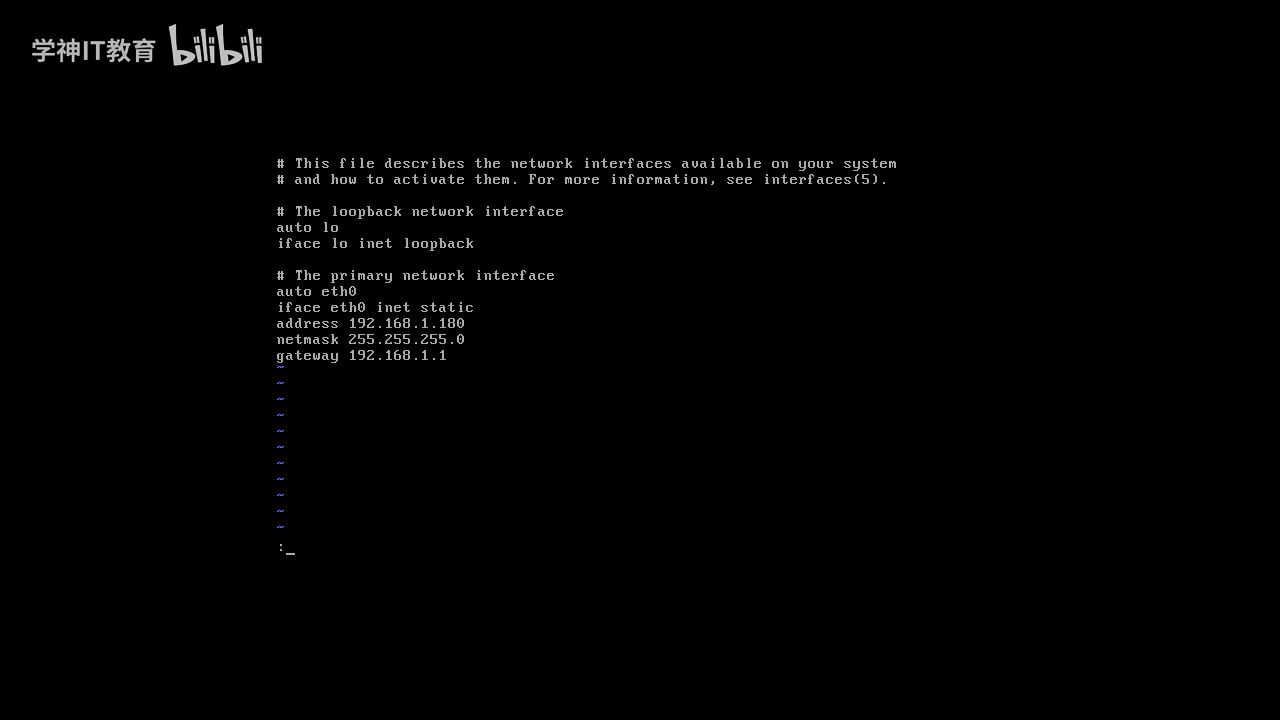 学神IT教育 bilibili
# This file describes the network interfaces available on your system
# and how to activate them. For more information, see interfaces(5).
# The loopback network interface
auto lo
iface lo inet loopback
# The primary network interface
auto eth0
iface eth0 inet static
address 192.168.1.180
netmask 255.255.255.0
gateway 192.168.1.1
~
~
~
~
~
~
~
~
~
~
~
:_